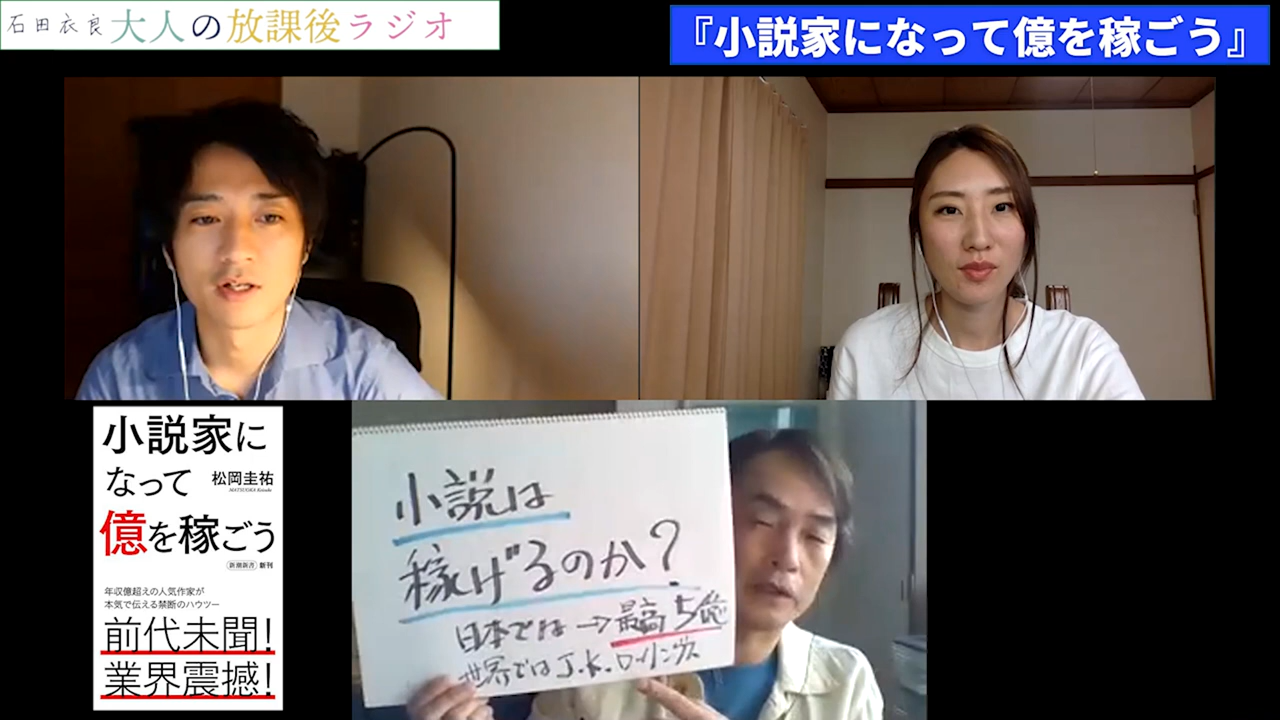 石田衣良 大人の放課後ラジオ
『小説家になって億を稼ごう』
小説家に
なって
松岡圭祐
MATSUOKA Keisuke
億を稼ごう
新潮新書 新刊
年収億超えの人気作家が
本気で伝える禁断のハウツー
前代未聞!
業界震撼!
小説は
稼げるのか?
日本では→最高5億
世界ではJ.K.ローリングス